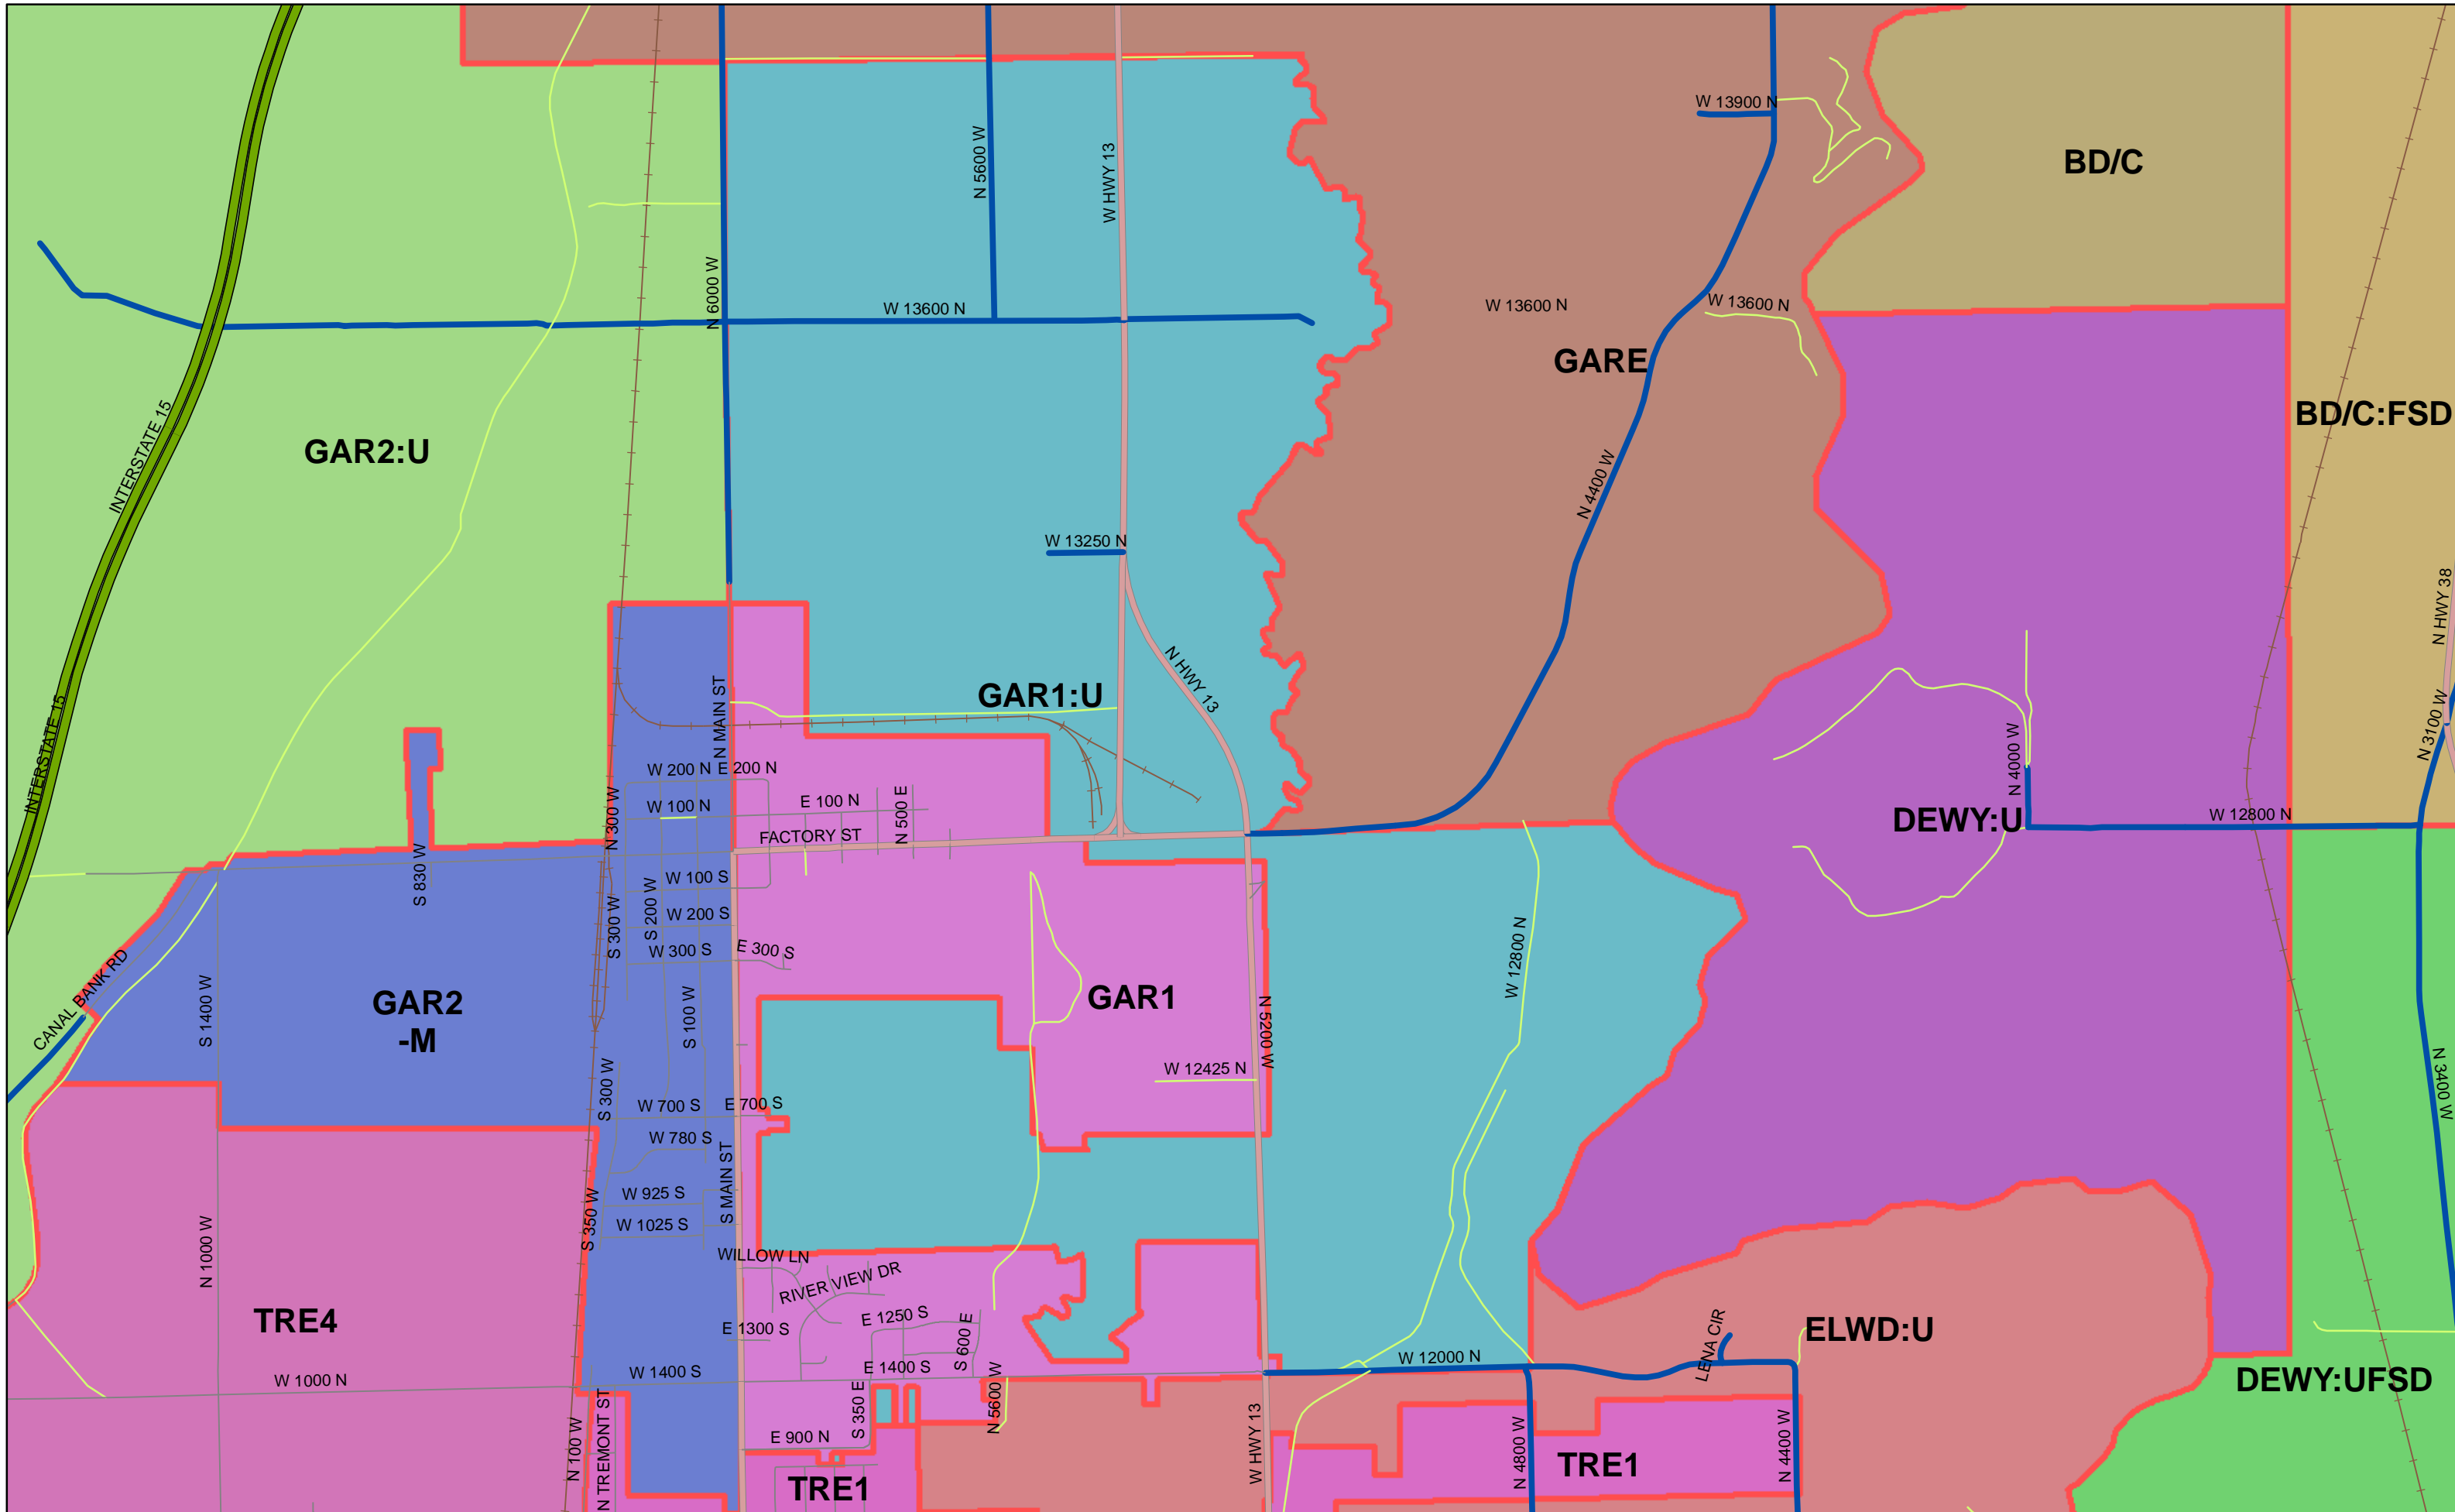 W 13900 N
N 5600 W
W HWY 13
BD/C
N 6000 W
W 13600 N
W 13600 N
W 13600 N
GARE
INTERSTATE 15
GAR2:U
BD/C:FSD
N 4400 W
W 13250 N
N HWY 38
N HWY 13
GAR1:U
N MAIN ST
INTERSTATE 15
N 3100 W
N 4000 W
W 200 N
E 200 N
W 100 N
E 100 N
N 500 E
N 300 W
FACTORY ST
DEWY:U
W 12800 N
S 830 W
W 100 S
S 200 W
W 200 S
S 300 W
W 300 S
E 300 S
W 12800 N
CANAL BANK RD
S 1400 W
GAR2
-M
S 100 W
GAR1
N 5200 W
W 12425 N
S 300 W
W 700 S
E 700 S
N 3400 W
W 780 S
S MAIN ST
W 925 S
S 350 W
W 1025 S
N 1000 W
WILLOW LN
RIVER VIEW DR
TRE4
E 1250 S
E 1300 S
S 600 E
ELWD:U
LENA CIR
W 12000 N
W 1000 N
W 1400 S
E 1400 S
DEWY:UFSD
N 5600 W
S 350 E
N 100 W
N TREMONT ST
E 900 N
W HWY 13
N 4800 W
N 4400 W
TRE1
TRE1